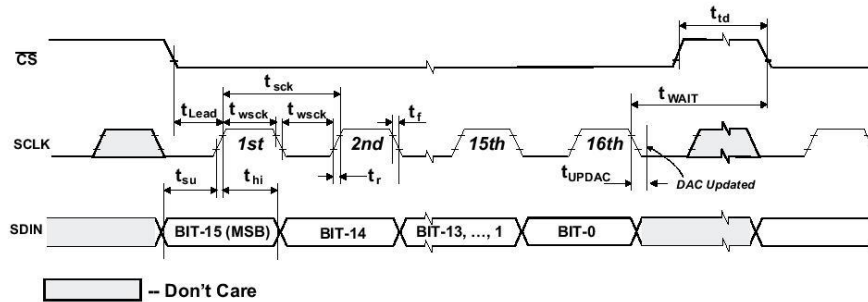 t_td
CS
t_sck
t_WAIT
t_Lead t_wsck t_wsck t_f
SCLK 1st 2nd 15th 16th
t_su t_hi t_r t_UPDAC DAC Updated
SDIN BIT-15 (MSB) BIT-14 BIT-13, ..., 1 BIT-0
-- Don't Care